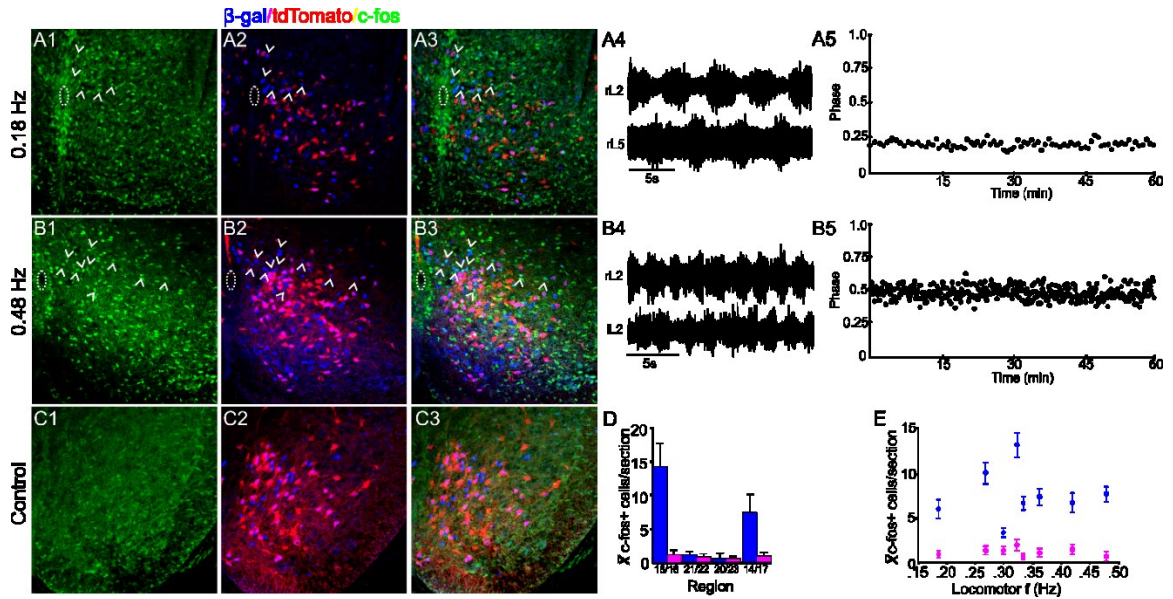 β-gal/tdTomato/c-fos
A1 A2 A3 A4 A5
0.18 Hz
rL2
rL5
5s
Phase
1.0
0.75
0.5
0.25
0
15 30 45 60
Time (min)
B1 B2 B3 B4 B5
0.48 Hz
rL2
lL2
5s
Phase
1.0
0.75
0.5
0.25
0
15 30 45 60
Time (min)
C1 C2 C3
Control
D
X̅ c-fos+ cells/section
20
15
10
5
0
21/22 20/23 14/17
Region
E
X̅ c-fos+ cells/section
15
10
5
0
.15 .20 .25 .30 .35 .40 .45 .50
Locomotor f (Hz)